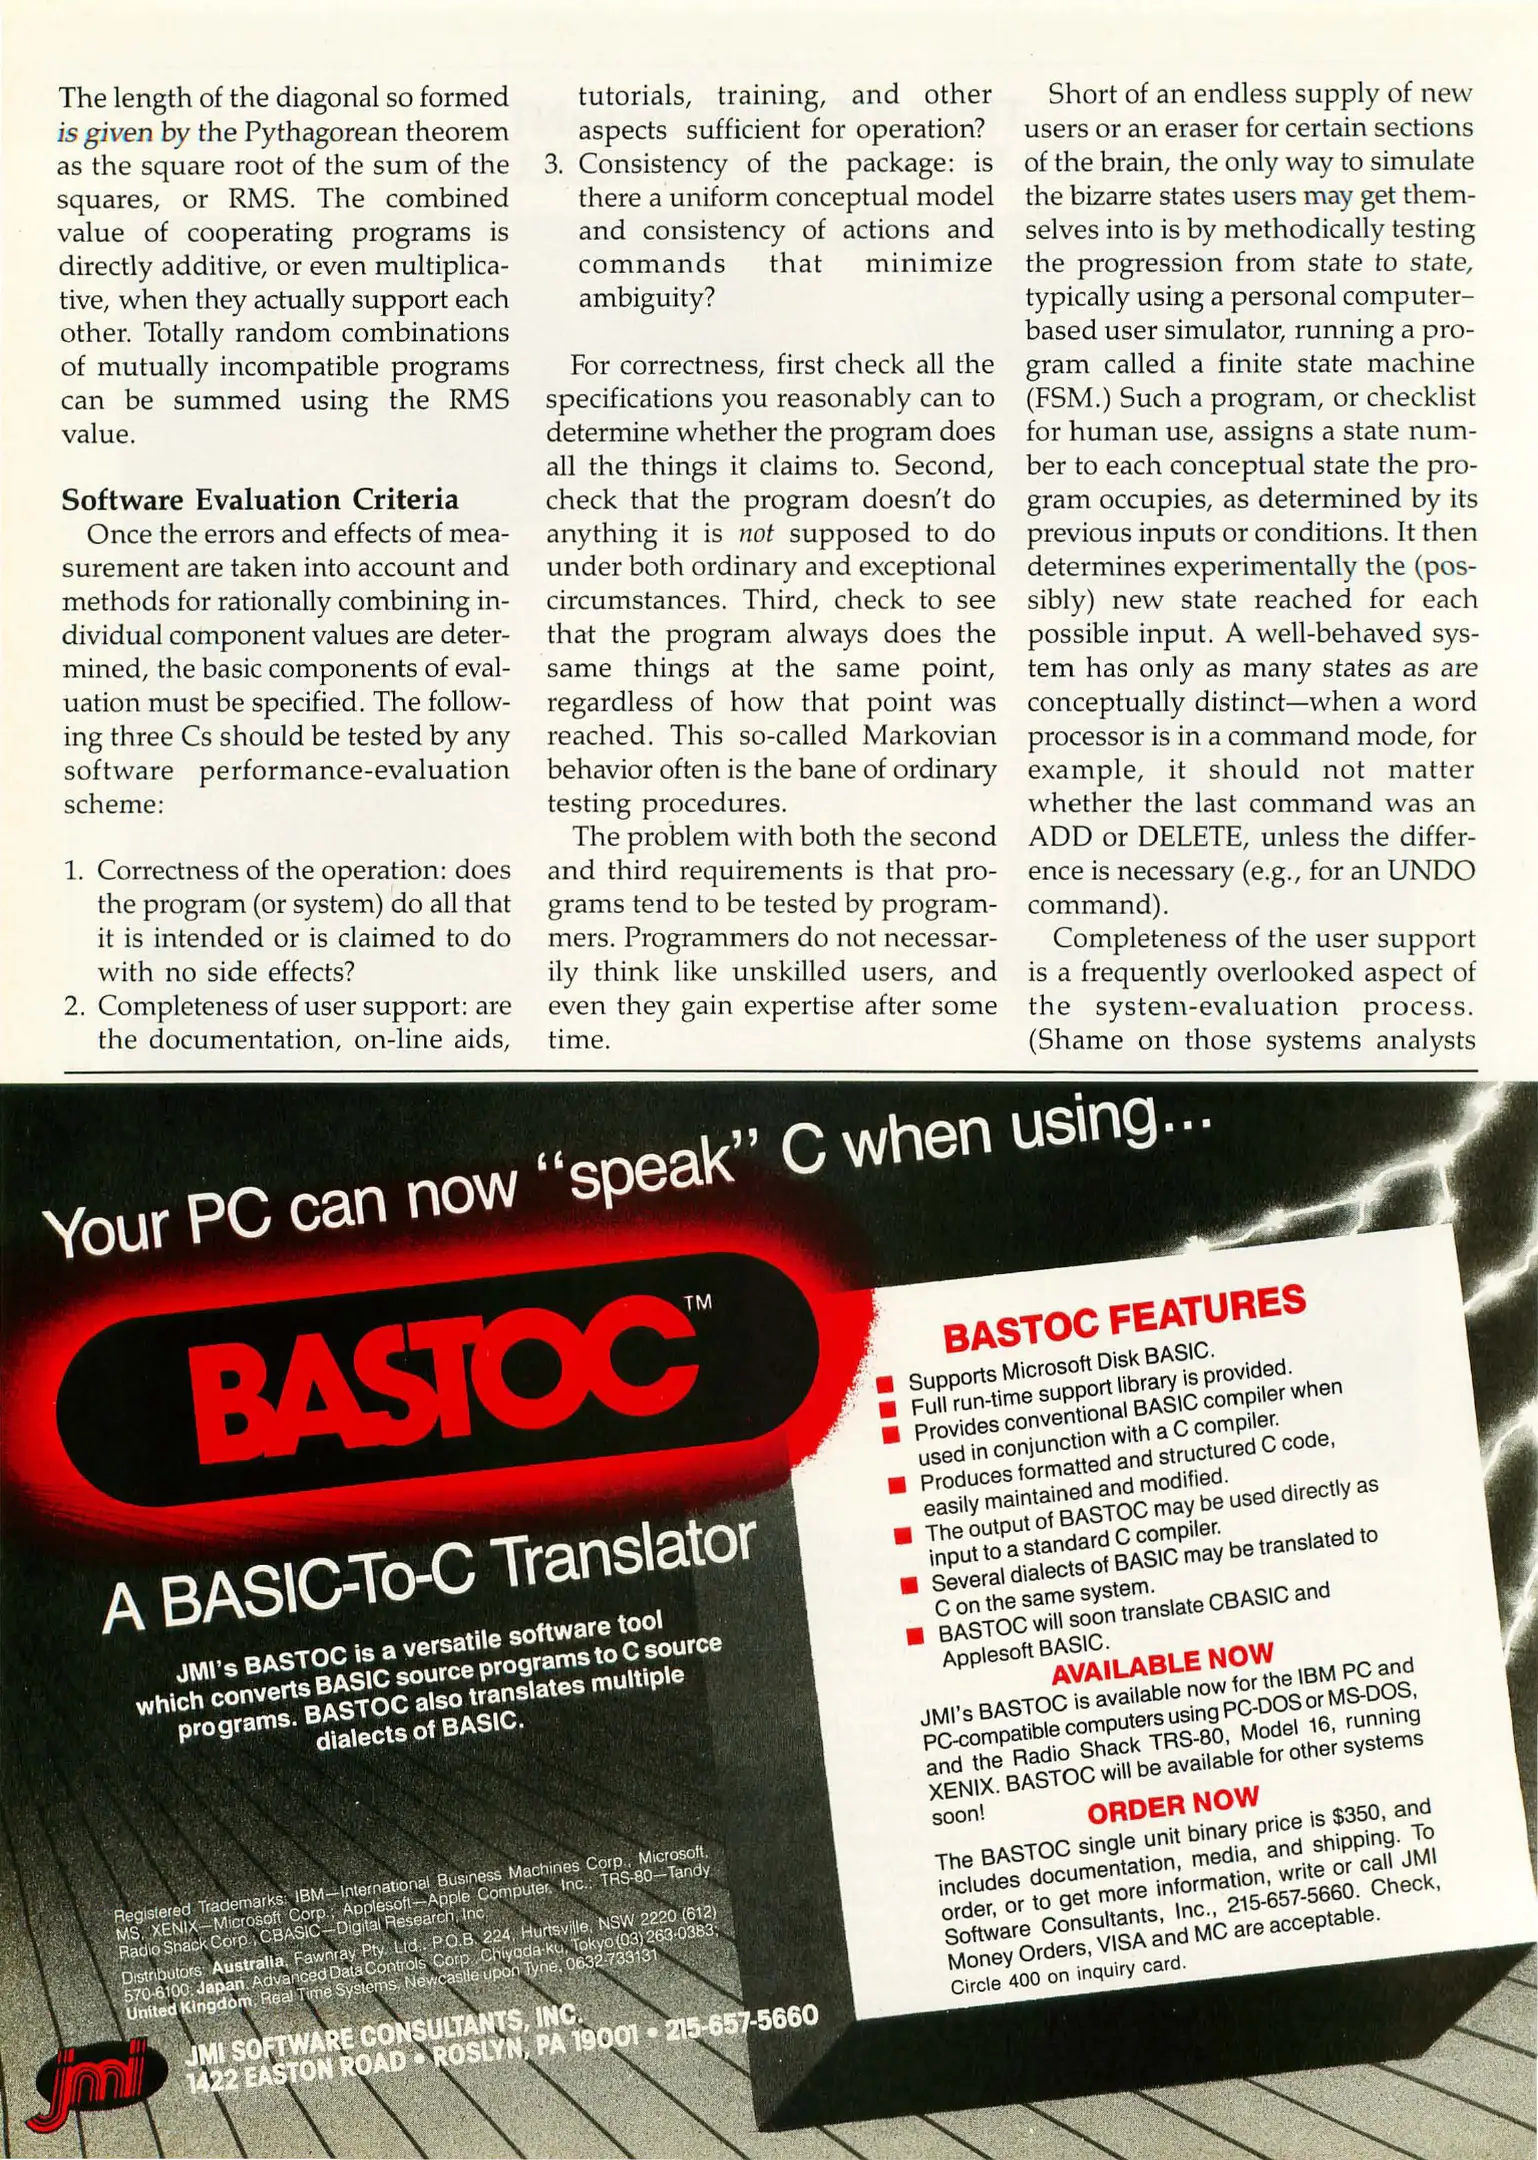 The length of the diagonal so formed
is given by the Pythagorean theorem
as the square root of the sum of the
squares, or RMS. The combined
value of cooperating programs is
directly additive, or even multiplica-
tive, when they actually support each
other. Totally random combinations
of mutually incompatible programs
can be summed using the RMS
value.
Software Evaluation Criteria
Once the errors and effects of mea-
surement are taken into account and
methods for rationally combining in-
dividual component values are deter-
mined, the basic components of eval-
uation must be specified. The follow-
ing three Cs should be tested by any
software performance-evaluation
scheme:
1. Correctness of the operation: does
the program (or system) do all that
it is intended or is claimed to do
with no side effects?
2. Completeness of user support: are
the documentation, on-line aids,
tutorials, training, and other
aspects sufficient for operation?
3. Consistency of the package: is
there a uniform conceptual model
and consistency of actions and
commands that minimize
ambiguity?
For correctness, first check all the
specifications you reasonably can to
determine whether the program does
all the things it claims to. Second,
check that the program doesn't do
anything it is not supposed to do
under both ordinary and exceptional
circumstances. Third, check to see
that the program always does the
same things at the same point,
regardless of how that point was
reached. This so-called Markovian
behavior often is the bane of ordinary
testing procedures.
The problem with both the second
and third requirements is that pro-
grams tend to be tested by program-
mers. Programmers do not necessar-
ily think like unskilled users, and
even they gain expertise after some
time.
Short of an endless supply of new
users or an eraser for certain sections
of the brain, the only way to simulate
the bizarre states users may get them-
selves into is by methodically testing
the progression from state to state,
typically using a personal computer-
based user simulator, running a pro-
gram called a finite state machine
(FSM.) Such a program, or checklist
for human use, assigns a state num-
ber to each conceptual state the pro-
gram occupies, as determined by its
previous inputs or conditions. It then
determines experimentally the (pos-
sibly) new state reached for each
possible input. A well-behaved sys-
tem has only as many states as are
conceptually distinct—when a word
processor is in a command mode, for
example, it should not matter
whether the last command was an
ADD or DELETE, unless the differ-
ence is necessary (e.g., for an UNDO
command).
Completeness of the user support
is a frequently overlooked aspect of
the system-evaluation process.
(Shame on those systems analysts
Your PC can now “speak” C when using...
BASTOC™
A BASIC-To-C Translator
JMI's BASTOC is a versatile software tool
which converts BASIC source programs to C source
programs. BASTOC also translates multiple
dialects of BASIC.
Registered Trademarks: IBM—International Business Machines Corp.; Microsoft,
MS, XENIX—Microsoft Corp.; Applesoft—Apple Computer, Inc.; TRS-80—Tandy
Radio Shack Corp.; CBASIC—Digital Research, Inc.
Distributors: Australia, Fawnray Pty. Ltd., P.O.B. 224, Hurtsville, NSW 2220 (612)
570-6100; Japan, Advanced Data Controls Corp., Chiyoda-ku, Tokyo (03) 263-0383;
United Kingdom, Real Time Systems, Newcastle upon Tyne, 0632-733131
jmi
JMI SOFTWARE CONSULTANTS, INC.
1422 EASTON ROAD • ROSLYN, PA 19001 • 215-657-5660
BASTOC FEATURES
■ Supports Microsoft Disk BASIC.
■ Full run-time support library is provided.
■ Provides conventional BASIC compiler when
used in conjunction with a C compiler.
■ Produces formatted and structured C code,
easily maintained and modified.
■ The output of BASTOC may be used directly as
input to a standard C compiler.
■ Several dialects of BASIC may be translated to
C on the same system.
■ BASTOC will soon translate CBASIC and
Applesoft BASIC.
AVAILABLE NOW
JMI's BASTOC is available now for the IBM PC and
PC-compatible computers using PC-DOS or MS-DOS,
and the Radio Shack TRS-80, Model 16, running
XENIX. BASTOC will be available for other systems
soon!
ORDER NOW
The BASTOC single unit binary price is $350, and
includes documentation, media, and shipping. To
order, or to get more information, write or call JMI
Software Consultants, Inc., 215-657-5660. Check,
Money Orders, VISA and MC are acceptable.
Circle 400 on inquiry card.